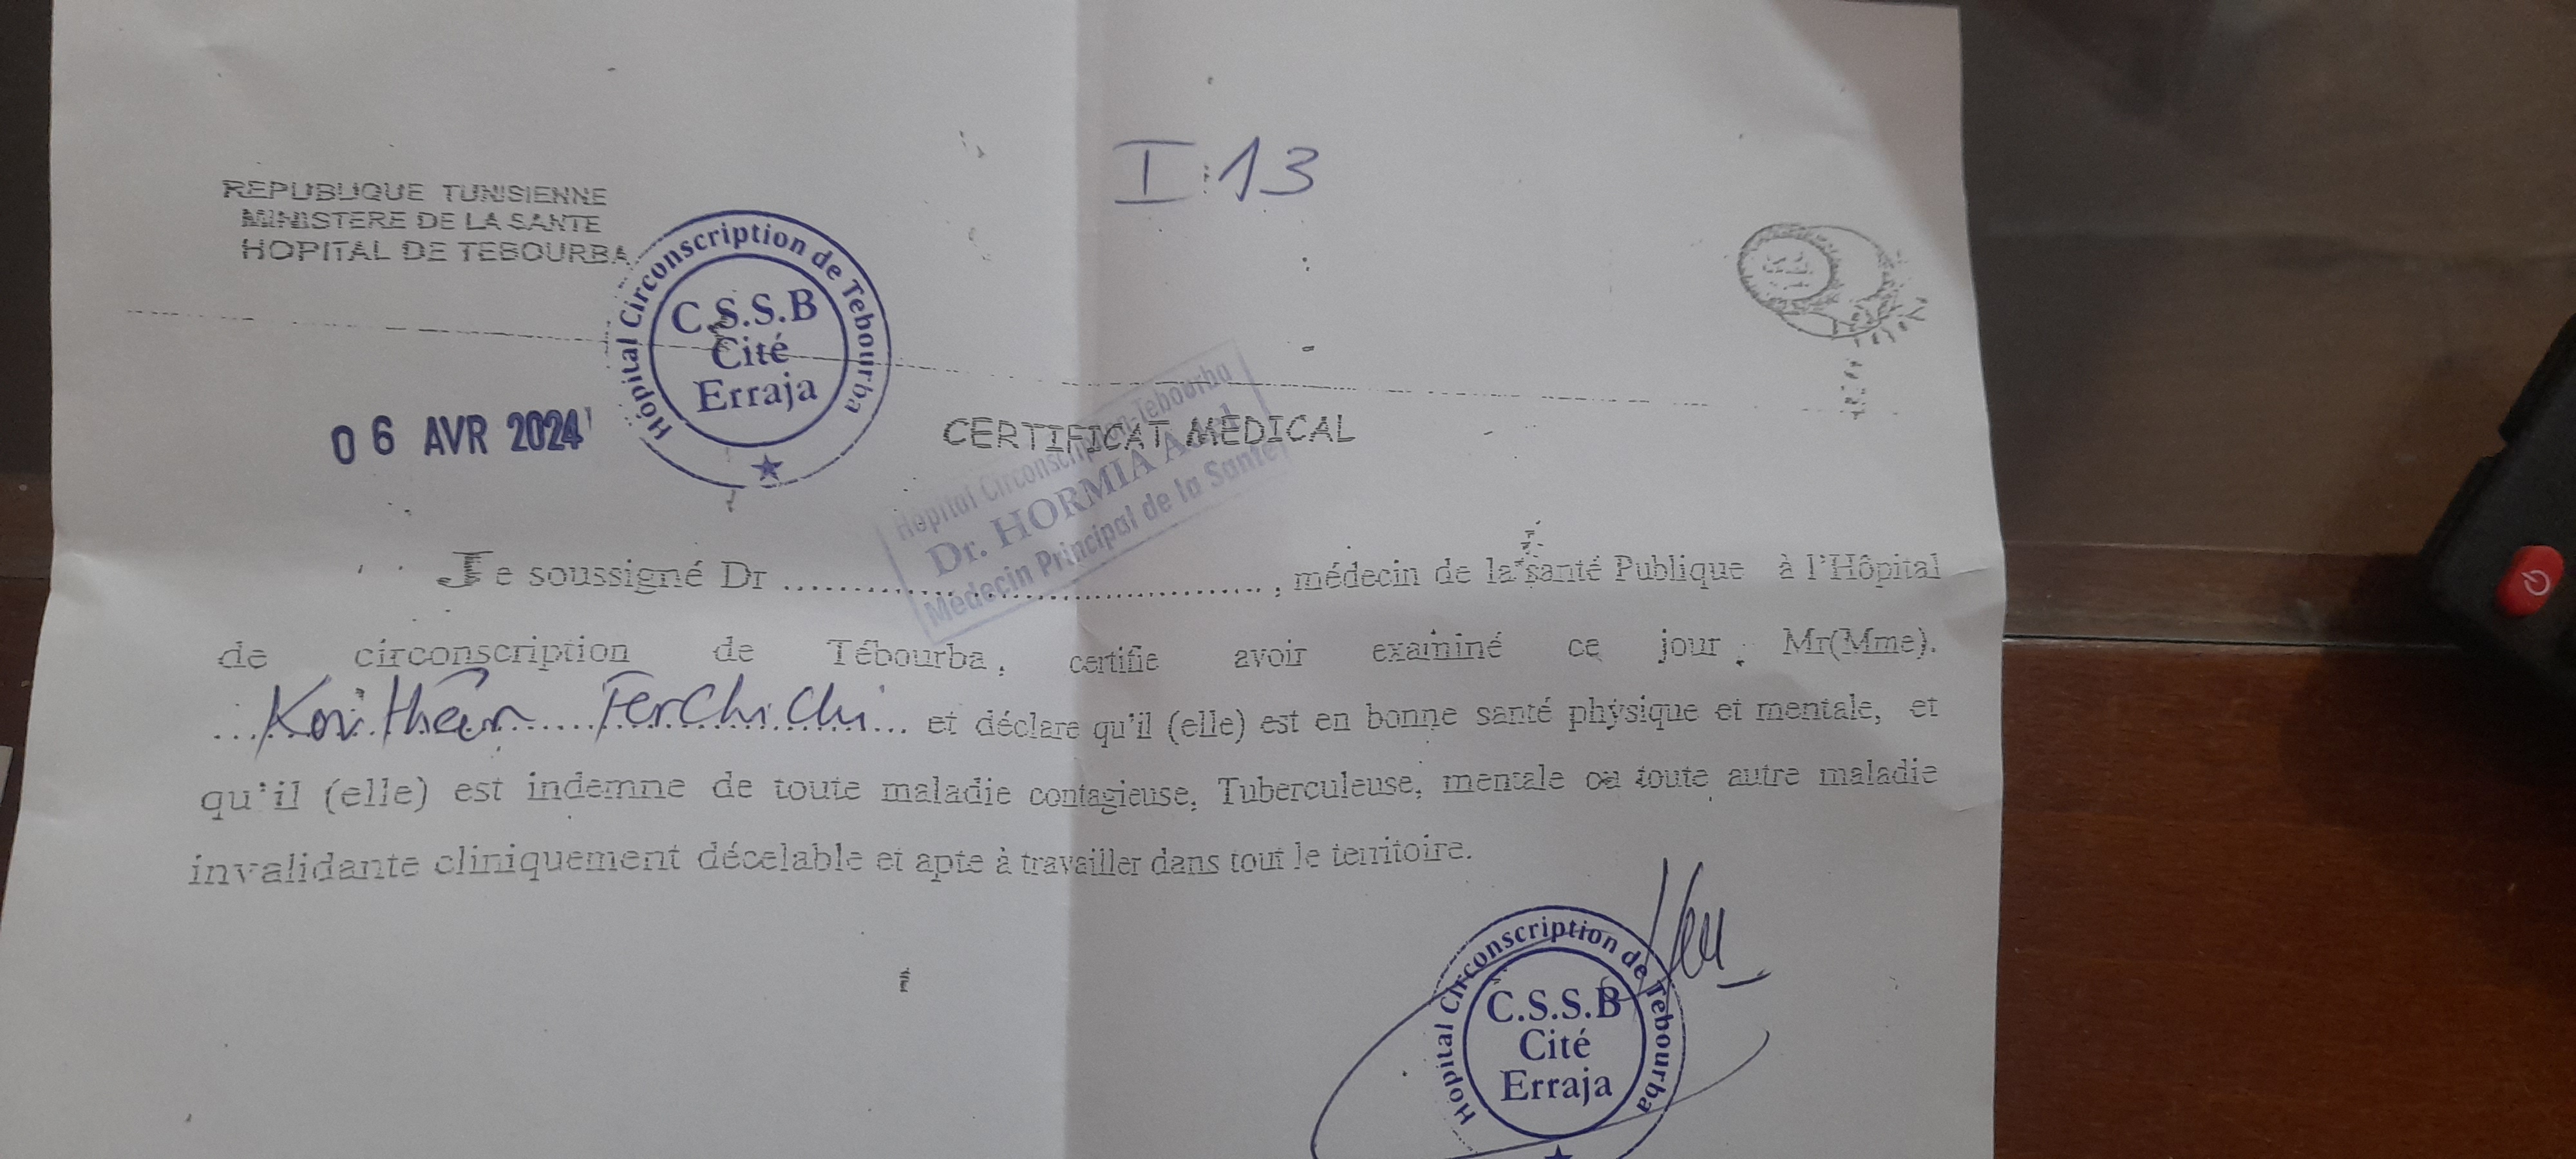 I 13
REPUBLIQUE TUNISIENNE
MINISTERE DE LA SANTE
HOPITAL DE TEBOURBA
Hôpital Circonscription de Tebourba
C.S.S.B
Cité
Erraja
06 AVR 2024
CERTIFICAT MEDICAL
Hôpital Circonscription-Tebourba
Dr. HORMIA
Médecin Principal de la Santé
Je soussigné Dr ........................................, médecin de la santé Publique à l'Hôpital
de circonscription de Tébourba, certifie avoir examiné ce jour, Mr(Mme).
Ferchichi et déclare qu'il (elle) est en bonne santé physique et mentale, et
qu'il (elle) est indemne de toute maladie contagieuse, Tuberculeuse, mentale ou toute autre maladie
invalidante cliniquement décelable et apte à travailler dans tout le territoire.
Hôpital Circonscription de Tebourba
C.S.S.B
Cité
Erraja